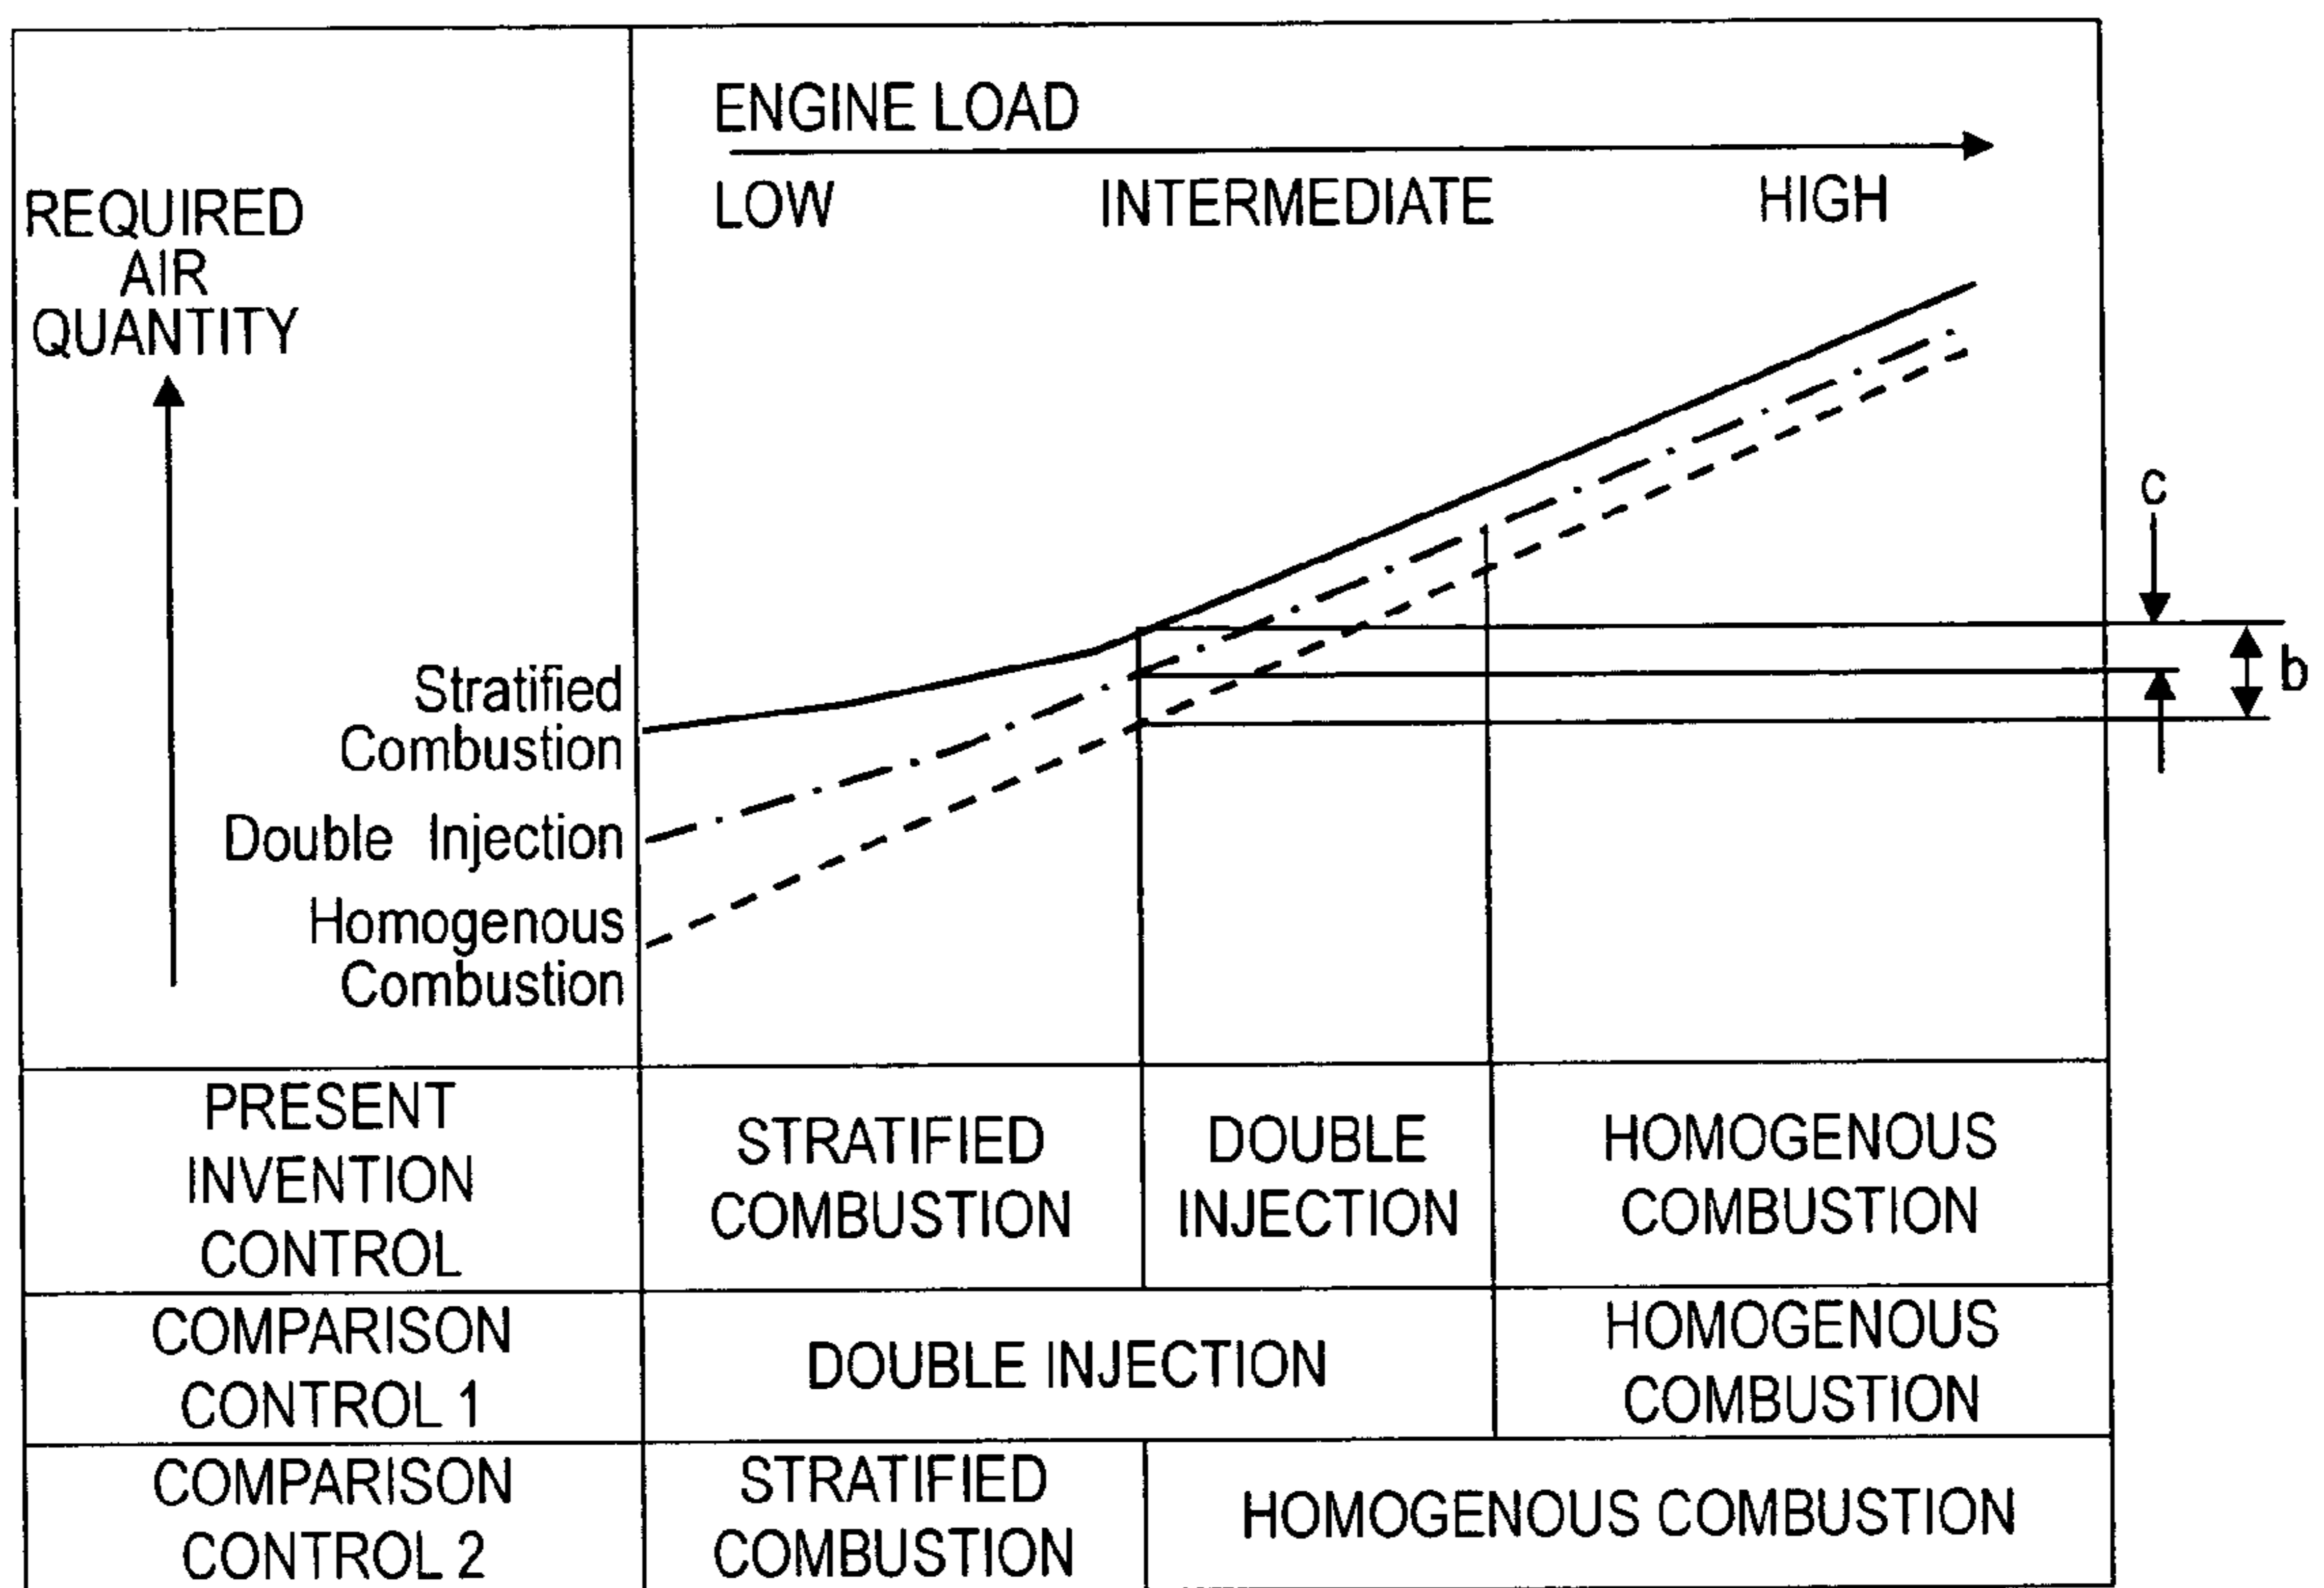 ENGINE LOAD
LOW INTERMEDIATE HIGH
REQUIRED
AIR
QUANTITY
c
b
Stratified
Combustion
Double Injection
Homogenous
Combustion
PRESENT
INVENTION
CONTROL
STRATIFIED
COMBUSTION
DOUBLE
INJECTION
HOMOGENOUS
COMBUSTION
COMPARISON
CONTROL 1
DOUBLE INJECTION
HOMOGENOUS
COMBUSTION
COMPARISON
CONTROL 2
STRATIFIED
COMBUSTION
HOMOGENOUS COMBUSTION